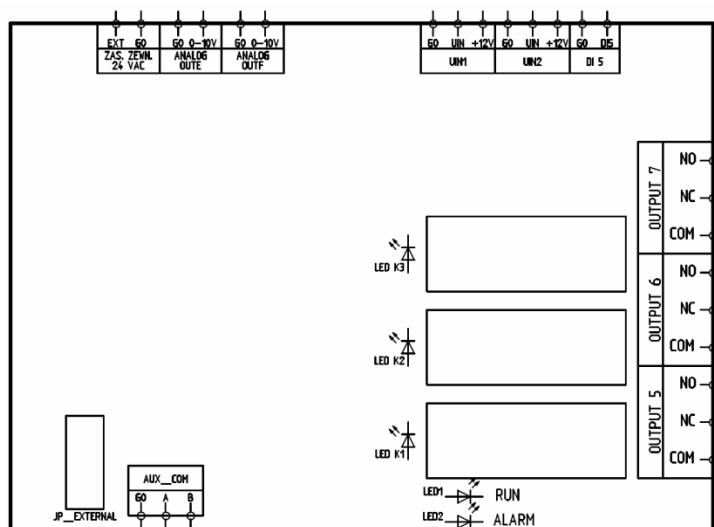 EXT G0 G0 0-10V G0 0-10V
ZAS. ZEWN. ANALOG ANALOG
24 VAC OUTE OUTF
G0 UIN +12V G0 UIN +12V G0 DI5
UIN1 UIN2 DI 5
OUTPUT 7
NO
NC
COM
LED K3
OUTPUT 6
NO
NC
COM
LED K2
OUTPUT 5
NO
NC
COM
LED K1
AUX_COM
G0 A B
JP_EXTERNAL
LED1 RUN
LED2 ALARM